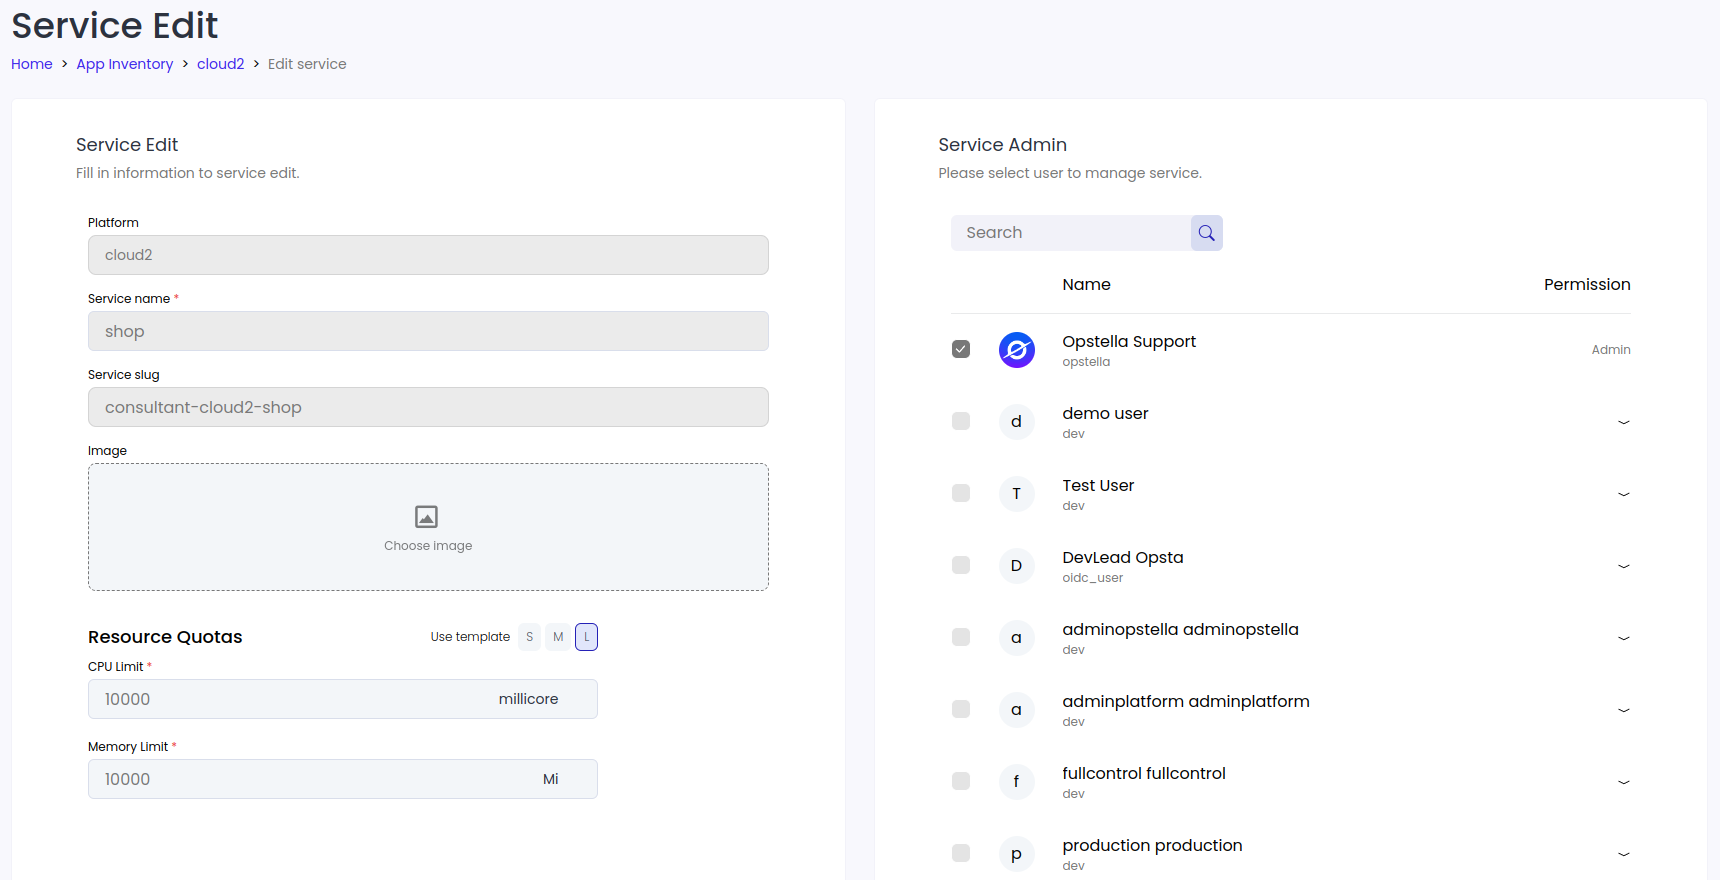 Service Edit
Home > App Inventory > cloud2 > Edit service
Service Edit
Fill in information to service edit.
Platform
cloud2
Service name *
shop
Service slug
consultant-cloud2-shop
Image
Choose image
Resource Quotas
Use template S M L
CPU Limit *
10000 millicore
Memory Limit *
10000 Mi
Service Admin
Please select user to manage service.
Search
Name Permission
Opstella Support
opstella
Admin
d demo user
dev
T Test User
dev
D DevLead Opsta
oidc_user
a adminopstella adminopstella
dev
a adminplatform adminplatform
dev
f fullcontrol fullcontrol
dev
p production production
dev